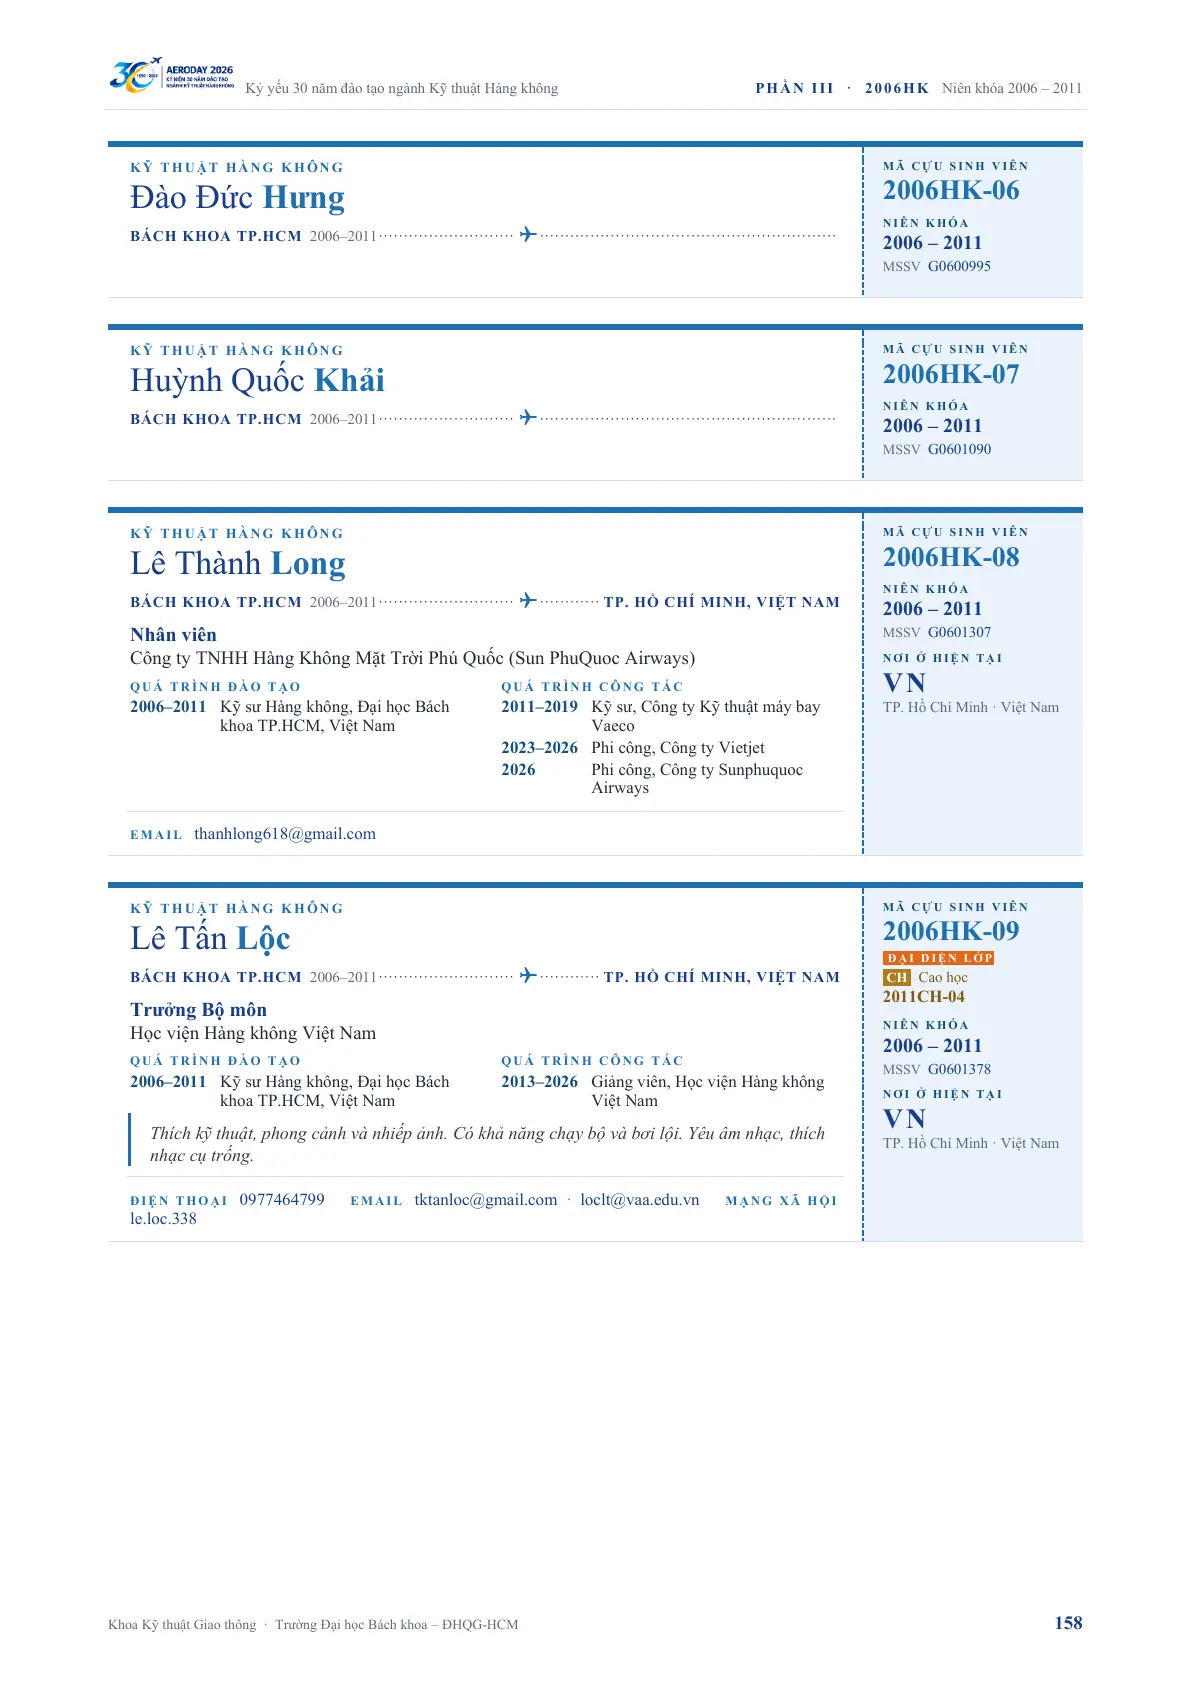 30
1996 - 2026
AERODAY 2026
KỶ NIỆM 30 NĂM ĐÀO TẠO
NGÀNH KỸ THUẬT HÀNG KHÔNG
Kỷ yếu 30 năm đào tạo ngành Kỹ thuật Hàng không
PHẦN III · 2006HK Niên khóa 2006 – 2011
KỸ THUẬT HÀNG KHÔNG
Đào Đức Hưng
BÁCH KHOA TP.HCM 2006–2011
MÃ CỰU SINH VIÊN
2006HK-06
NIÊN KHÓA
2006 – 2011
MSSV G0600995
KỸ THUẬT HÀNG KHÔNG
Huỳnh Quốc Khải
BÁCH KHOA TP.HCM 2006–2011
MÃ CỰU SINH VIÊN
2006HK-07
NIÊN KHÓA
2006 – 2011
MSSV G0601090
KỸ THUẬT HÀNG KHÔNG
Lê Thành Long
BÁCH KHOA TP.HCM 2006–2011 TP. HỒ CHÍ MINH, VIỆT NAM
Nhân viên
Công ty TNHH Hàng Không Mặt Trời Phú Quốc (Sun PhuQuoc Airways)
QUÁ TRÌNH ĐÀO TẠO
2006–2011 Kỹ sư Hàng không, Đại học Bách
khoa TP.HCM, Việt Nam
QUÁ TRÌNH CÔNG TÁC
2011–2019 Kỹ sư, Công ty Kỹ thuật máy bay
Vaeco
2023–2026 Phi công, Công ty Vietjet
2026 Phi công, Công ty Sunphuquoc
Airways
EMAIL thanhlong618@gmail.com
MÃ CỰU SINH VIÊN
2006HK-08
NIÊN KHÓA
2006 – 2011
MSSV G0601307
NƠI Ở HIỆN TẠI
VN
TP. Hồ Chí Minh · Việt Nam
KỸ THUẬT HÀNG KHÔNG
Lê Tấn Lộc
BÁCH KHOA TP.HCM 2006–2011 TP. HỒ CHÍ MINH, VIỆT NAM
Trưởng Bộ môn
Học viện Hàng không Việt Nam
QUÁ TRÌNH ĐÀO TẠO
2006–2011 Kỹ sư Hàng không, Đại học Bách
khoa TP.HCM, Việt Nam
QUÁ TRÌNH CÔNG TÁC
2013–2026 Giảng viên, Học viện Hàng không
Việt Nam
Thích kỹ thuật, phong cảnh và nhiếp ảnh. Có khả năng chạy bộ và bơi lội. Yêu âm nhạc, thích
nhạc cụ trống.
ĐIỆN THOẠI 0977464799 EMAIL tktanloc@gmail.com · loclt@vaa.edu.vn MẠNG XÃ HỘI
le.loc.338
MÃ CỰU SINH VIÊN
2006HK-09
ĐẠI DIỆN LỚP
CH Cao học
2011CH-04
NIÊN KHÓA
2006 – 2011
MSSV G0601378
NƠI Ở HIỆN TẠI
VN
TP. Hồ Chí Minh · Việt Nam
Khoa Kỹ thuật Giao thông · Trường Đại học Bách khoa – ĐHQG-HCM
158